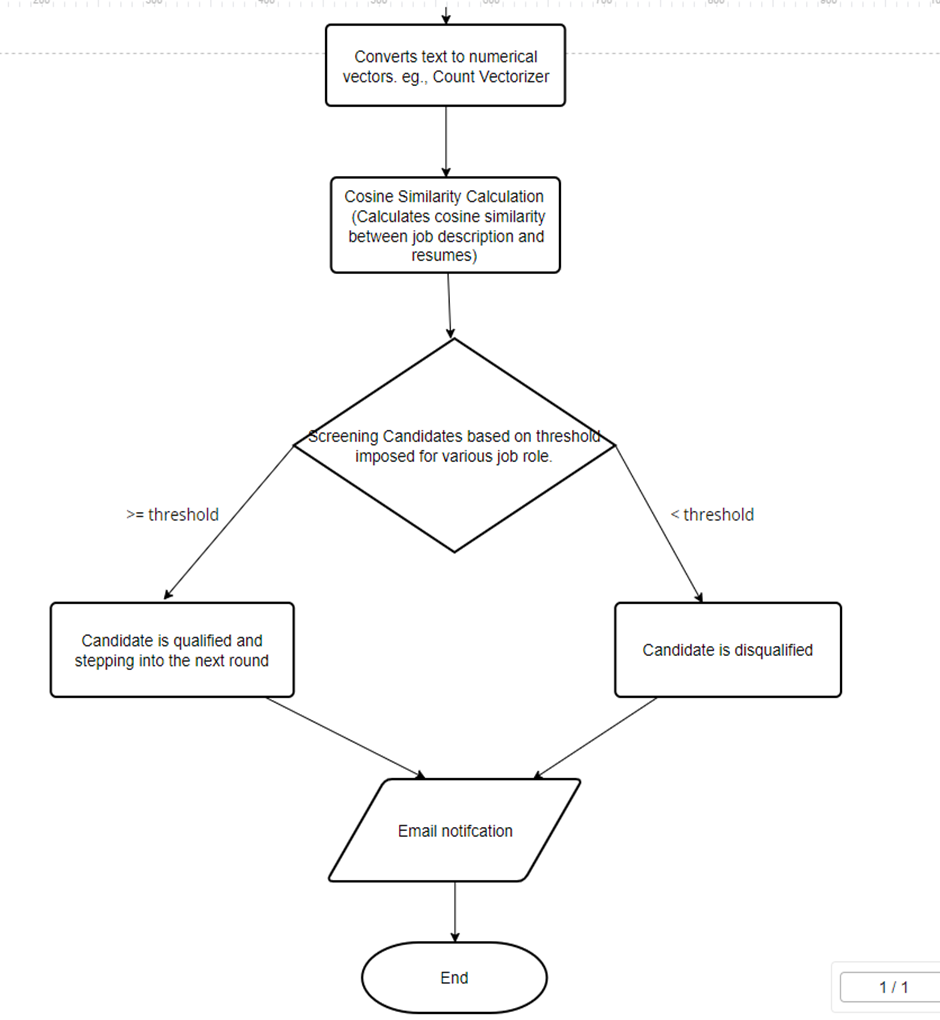 Converts text to numerical
vectors. eg., Count Vectorizer
Cosine Similarity Calculation
(Calculates cosine similarity
between job description and
resumes)
Screening Candidates based on threshold
imposed for various job role.
>= threshold
< threshold
Candidate is qualified and
stepping into the next round
Candidate is disqualified
Email notifcation
End
1 / 1